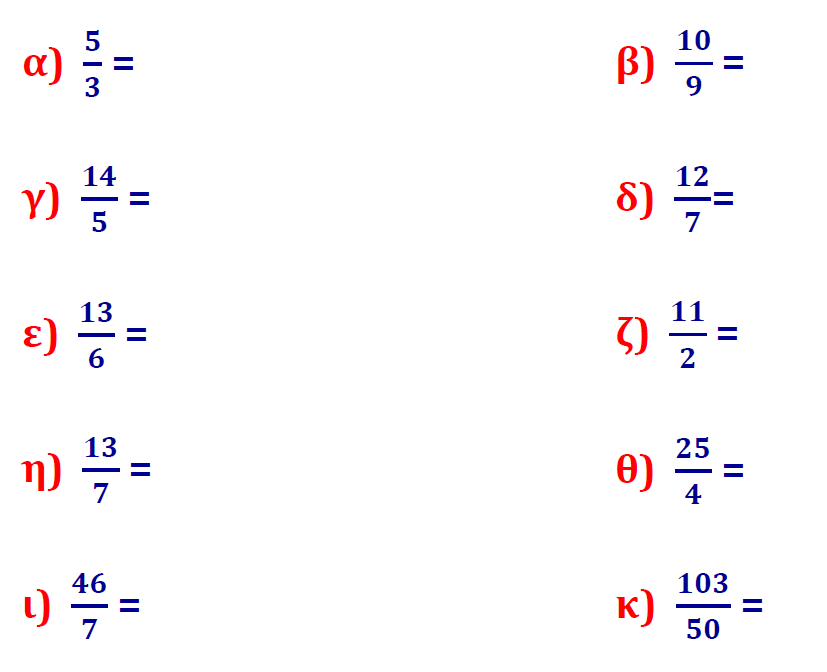 α) 5/3 = β) 10/9 =
γ) 14/5 = δ) 12/7 =
ε) 13/6 = ζ) 11/2 =
η) 13/7 = θ) 25/4 =
ι) 46/7 = κ) 103/50 =